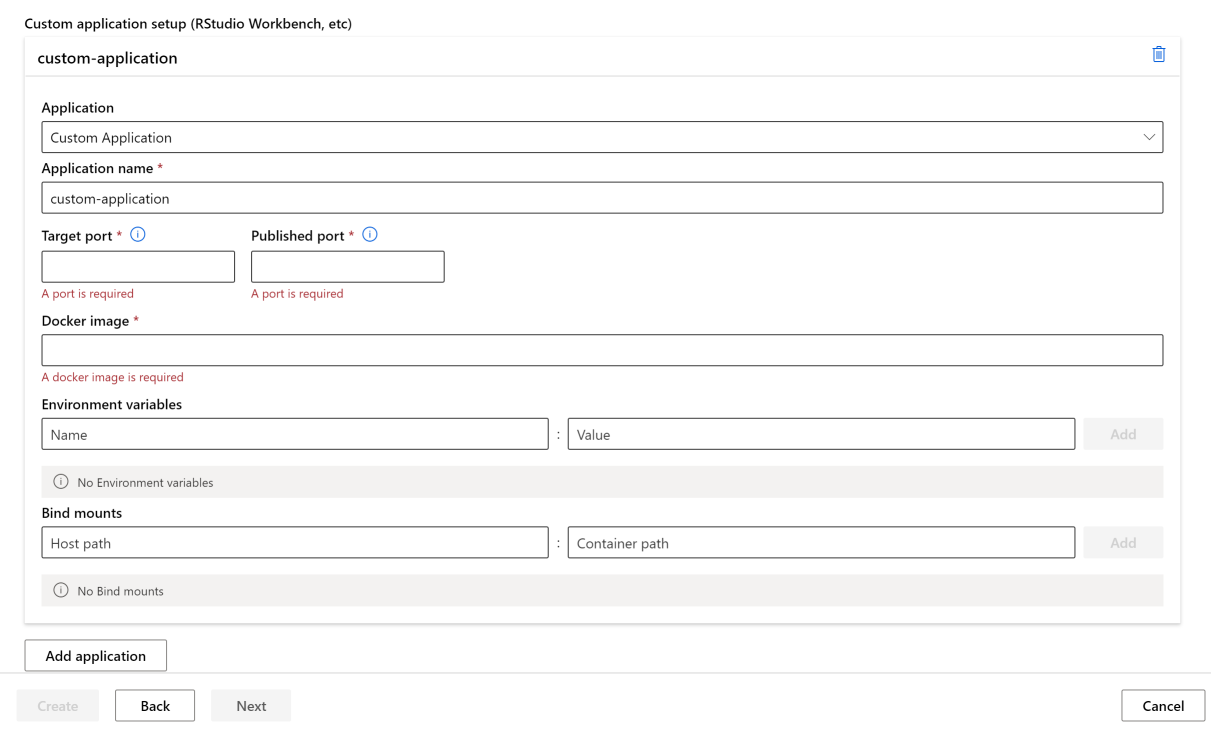 Custom application setup (RStudio Workbench, etc)
custom-application
Application
Custom Application
Application name *
custom-application
Target port * Published port *
A port is required A port is required
Docker image *
A docker image is required
Environment variables
Name : Value Add
No Environment variables
Bind mounts
Host path : Container path Add
No Bind mounts
Add application
Create Back Next Cancel